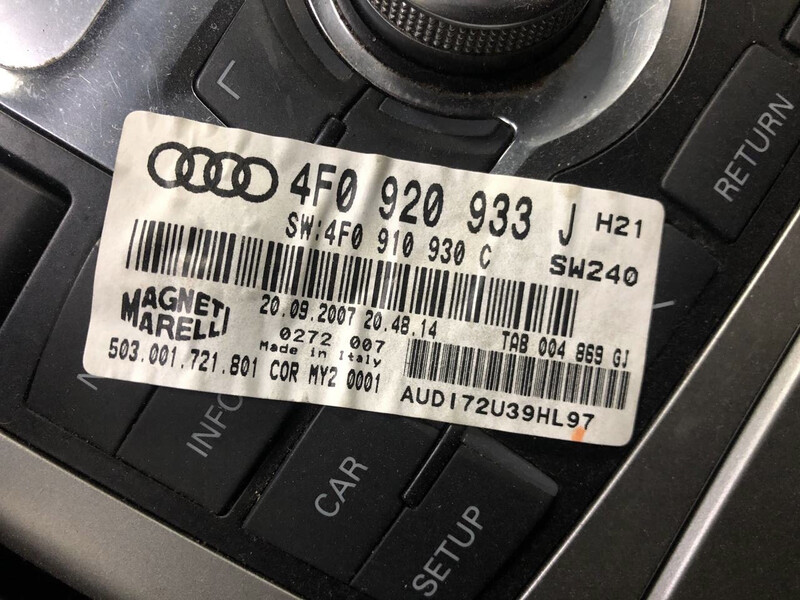 4F0 920 933 J H21
SW:4F0 910 930 C SW240
MAGNETI
MARELLI
20.09.2007 20.48.14
TAB 004 869 GJ
0272 007
Made in Italy
503.001.721.801 COR MY2 0001
AUDI72U39HL97
RETURN
INFO
CAR
SETUP